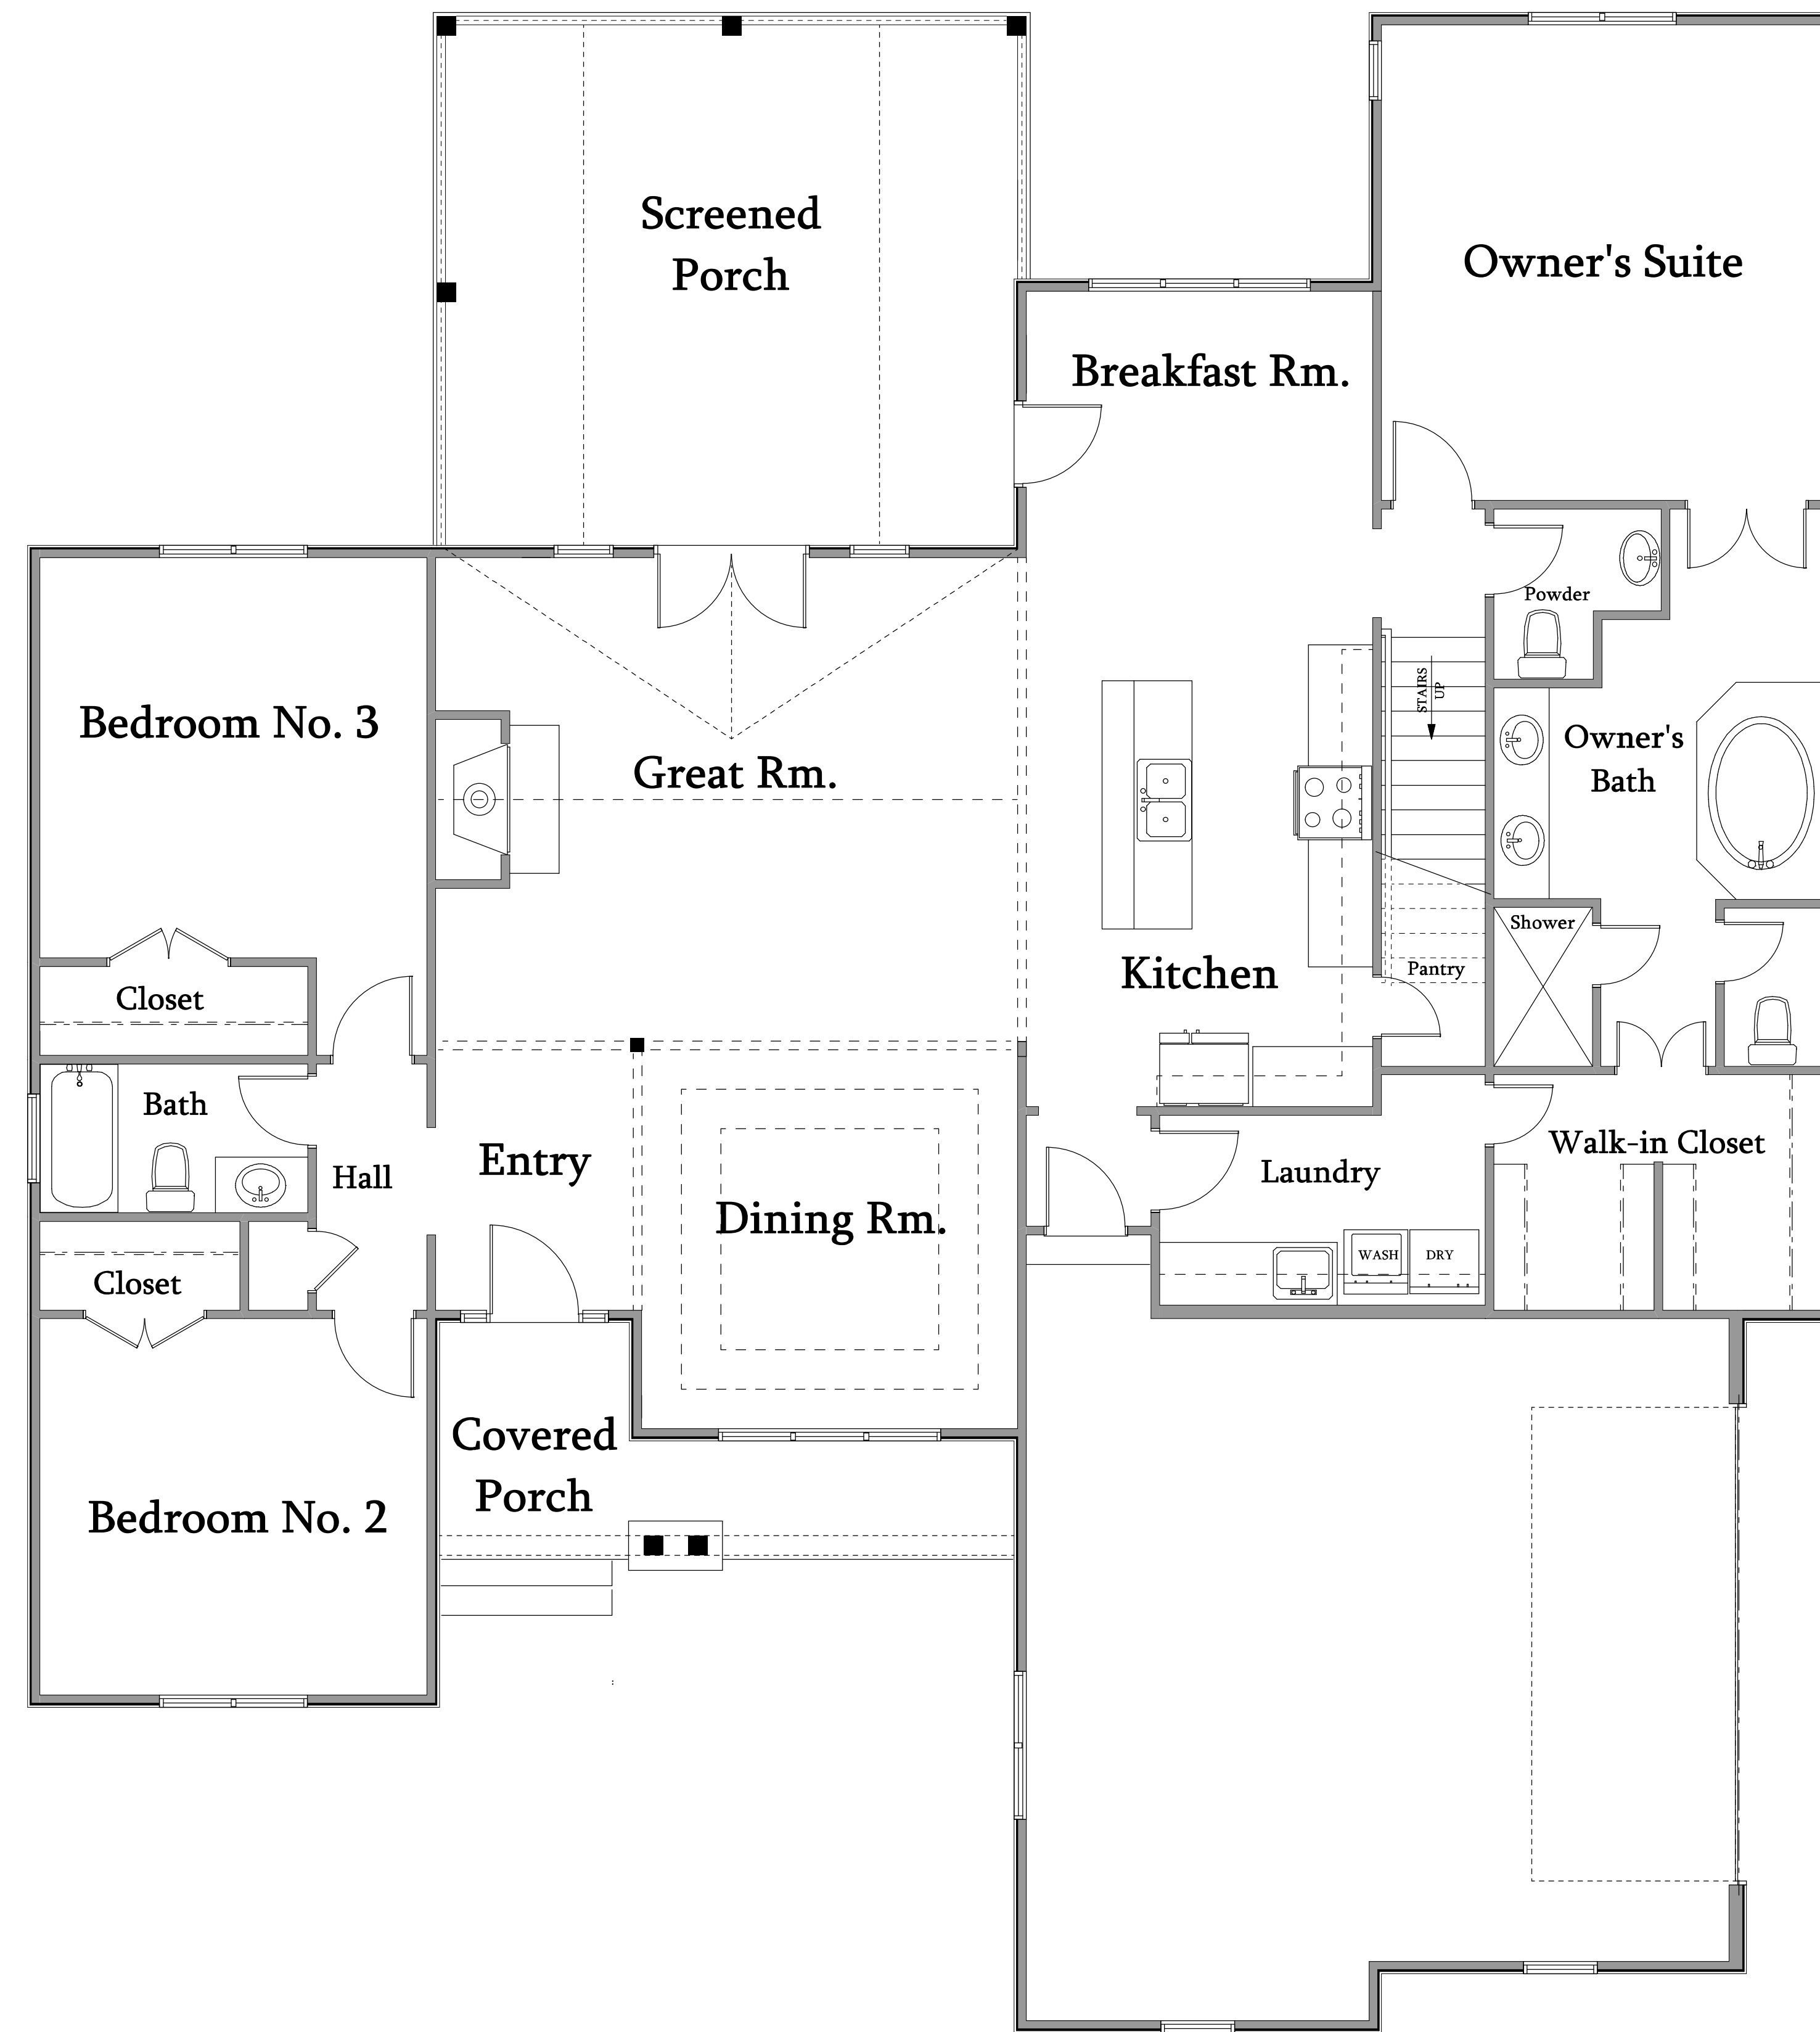 Screened
Porch
Owner's Suite
Breakfast Rm.
Powder
STAIRS
UP
Bedroom No. 3
Great Rm.
Owner's
Bath
Shower
Kitchen
Pantry
Closet
Bath
Hall
Entry
Laundry
Walk-in Closet
Dining Rm.
WASH
DRY
Closet
Covered
Porch
Bedroom No. 2